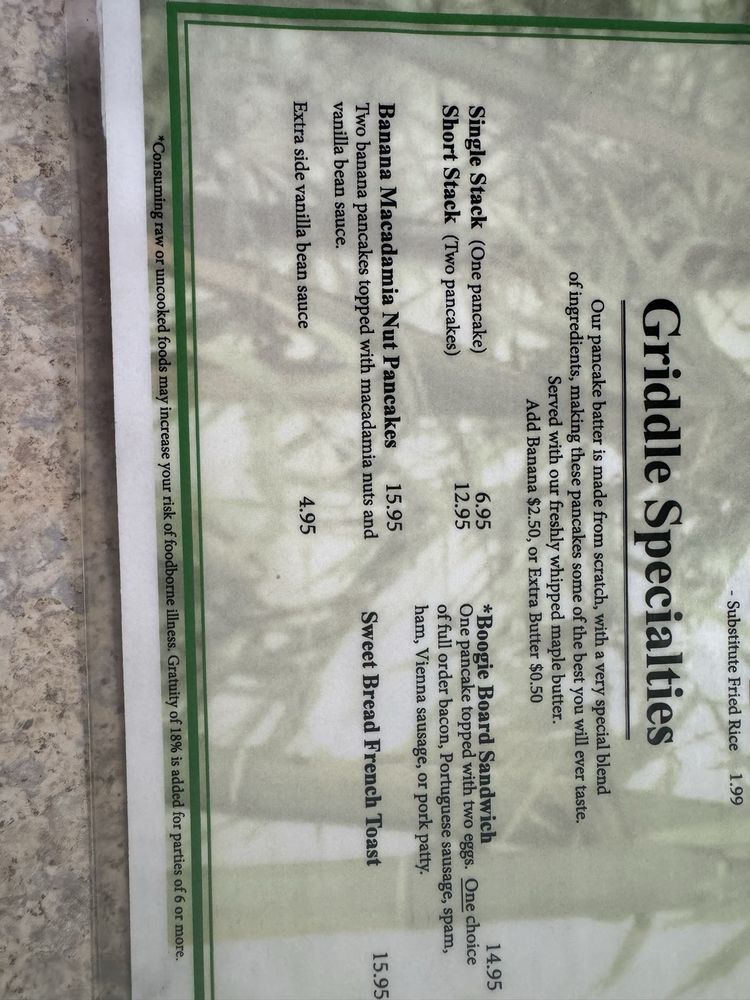 - Substitute Fried Rice 1.99
Griddle Specialties
Our pancake batter is made from scratch, with a very special blend
of ingredients, making these pancakes some of the best you will ever taste.
Served with our freshly whipped maple butter.
Add Banana $2.50, or Extra Butter $0.50
Single Stack (One pancake) 6.95
Short Stack (Two pancakes) 12.95
Banana Macadamia Nut Pancakes 15.95
Two banana pancakes topped with macadamia nuts and
vanilla bean sauce.
Extra side vanilla bean sauce 4.95
*Boogie Board Sandwich 14.95
One pancake topped with two eggs. One choice
of full order bacon, Portuguese sausage, spam,
ham, Vienna sausage, or pork patty.
Sweet Bread French Toast 15.95
*Consuming raw or uncooked foods may increase your risk of foodborne illness. Gratuity of 18% is added for parties of 6 or more.